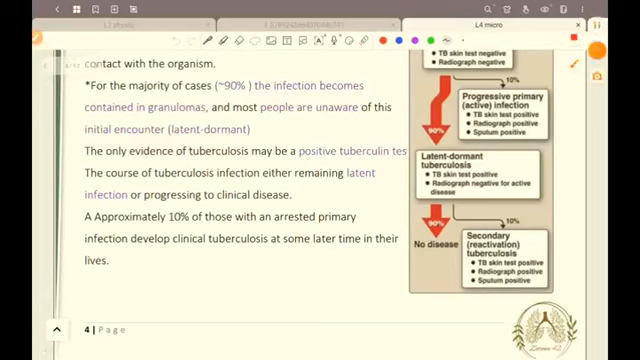 L2 physics
L4 micro
4 / 12
contact with the organism.
*For the majority of cases (~90%) the infection becomes
contained in granulomas, and most people are unaware of this
initial encounter (latent-dormant)
The only evidence of tuberculosis may be a positive tuberculin tes
The course of tuberculosis infection either remaining latent
infection or progressing to clinical disease.
A Approximately 10% of those with an arrested primary
infection develop clinical tuberculosis at some later time in their
lives.
4 | Page
● TB skin test negative
● Radiograph negative
10%
Progressive primary
(active) infection
● TB skin test positive
● Radiograph positive
● Sputum positive
90%
Latent-dormant
tuberculosis
● TB skin test positive
● Radiograph negative for active
disease
90%
10%
No disease
Secondary
(reactivation)
tuberculosis
● TB skin test positive
● Radiograph positive
● Sputum positive